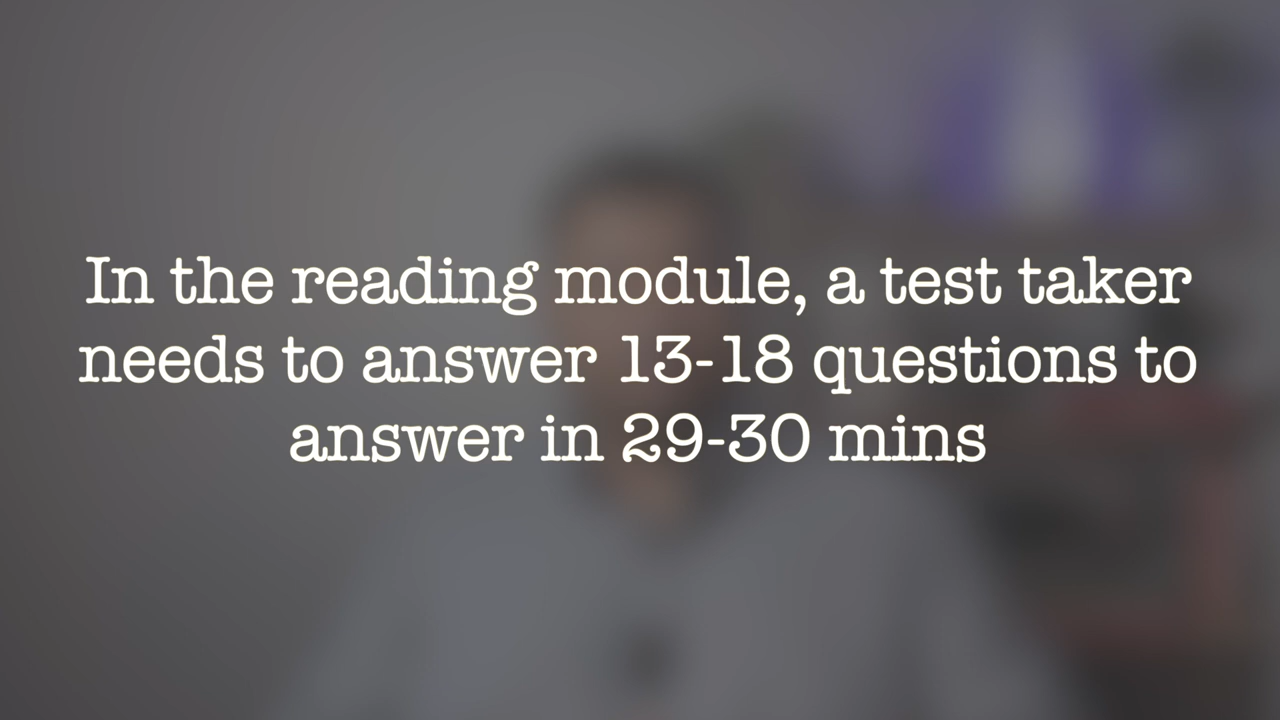 In the reading module, a test taker
needs to answer 13-18 questions to
answer in 29-30 mins